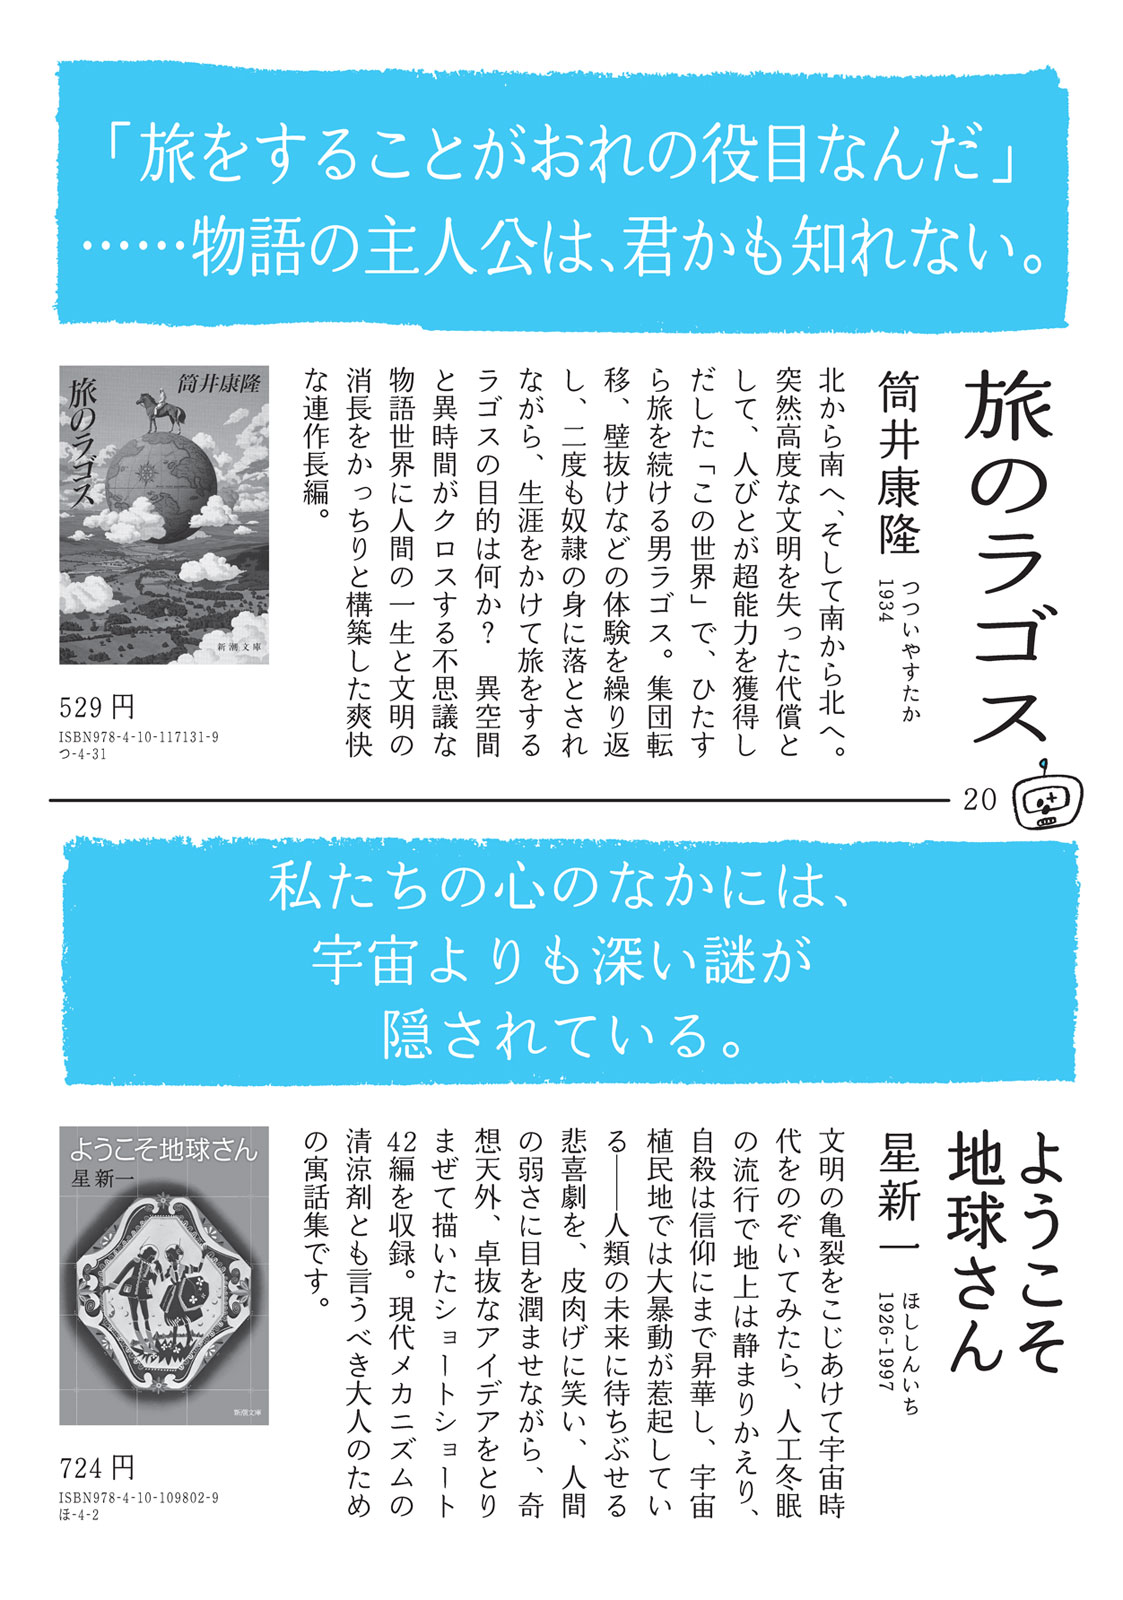 「旅をすることがおれの役目なんだ」
……物語の主人公は、君かも知れない。
旅のラゴス
筒井康隆
つついやすたか
1934
北から南へ、そして南から北へ。
突然高度な文明を失った代償と
して、人びとが超能力を獲得し
だした「この世界」で、ひたす
ら旅を続ける男ラゴス。集団転
移、壁抜けなどの体験を繰り返
し、二度も奴隷の身に落とされ
ながら、生涯をかけて旅をする
ラゴスの目的は何か？　異空間
と異時間がクロスする不思議な
物語世界に人間の一生と文明の
消長をかっちりと構築した爽快
な連作長編。
旅のラゴス
筒井康隆
新潮文庫
529 円
ISBN978-4-10-117131-9
つ-4-31
20
私たちの心のなかには、
宇宙よりも深い謎が
隠されている。
ようこそ
地球さん
星新一
ほししんいち
1926-1997
文明の亀裂をこじあけて宇宙時
代をのぞいてみたら、人工冬眠
の流行で地上は静まりかえり、
自殺は信仰にまで昇華し、宇宙
植民地では大暴動が惹起してい
る――人類の未来に待ちぶせる
悲喜劇を、皮肉げに笑い、人間
の弱さに目を潤ませながら、奇
想天外、卓抜なアイデアをとり
まぜて描いたショートショート
42編を収録。現代メカニズムの
清涼剤とも言うべき大人のため
の寓話集です。
ようこそ地球さん
星新一
新潮文庫
724 円
ISBN978-4-10-109802-9
ほ-4-2